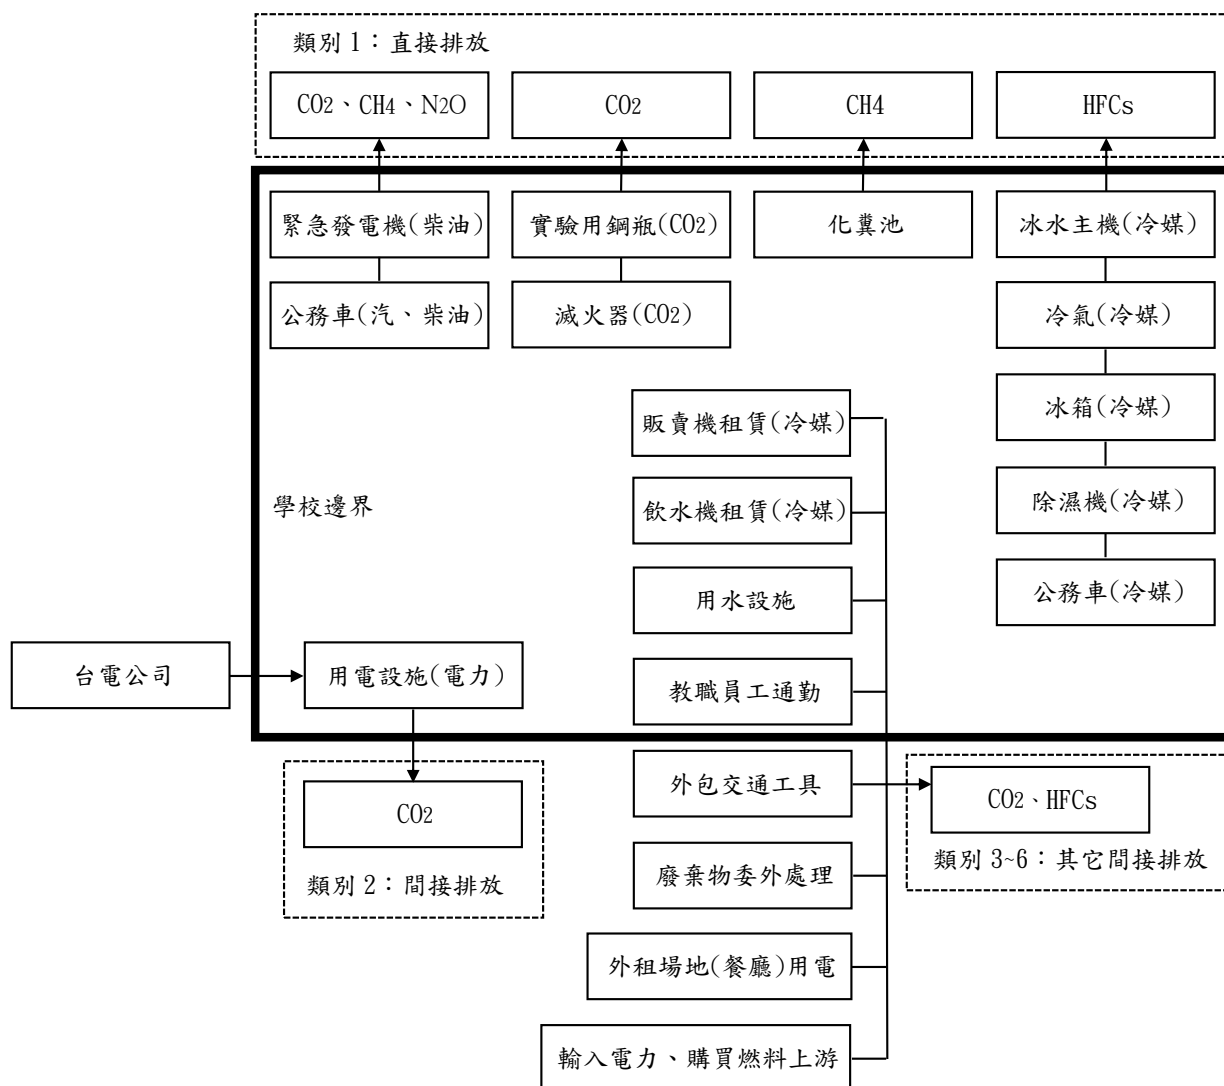 類別 1：直接排放
CO2、CH4、N2O
CO2
CH4
HFCs
緊急發電機(柴油)
實驗用鋼瓶(CO2)
化糞池
冰水主機(冷媒)
公務車(汽、柴油)
滅火器(CO2)
冷氣(冷媒)
販賣機租賃(冷媒)
冰箱(冷媒)
學校邊界
飲水機租賃(冷媒)
除濕機(冷媒)
用水設施
公務車(冷媒)
台電公司
用電設施(電力)
教職員工通勤
外包交通工具
CO2
CO2、HFCs
類別 2：間接排放
廢棄物委外處理
類別 3~6：其它間接排放
外租場地(餐廳)用電
輸入電力、購買燃料上游